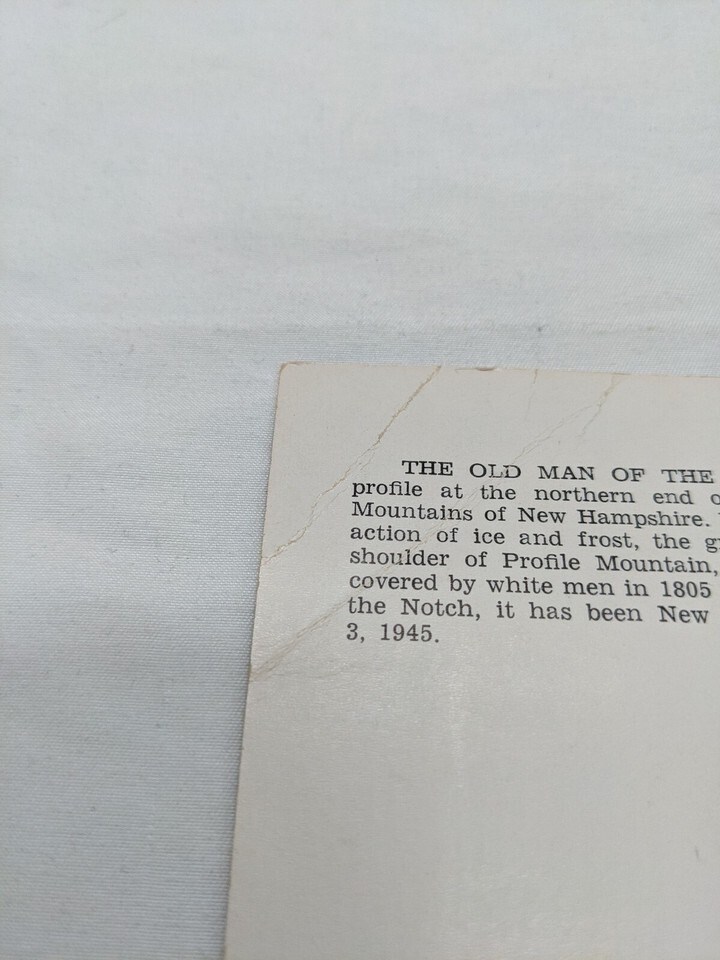 THE OLD MAN OF THE
profile at the northern end
Mountains of New Hampshire.
action of ice and frost, the
shoulder of Profile Mountain,
covered by white men in 1805
the Notch, it has been New
3, 1945.